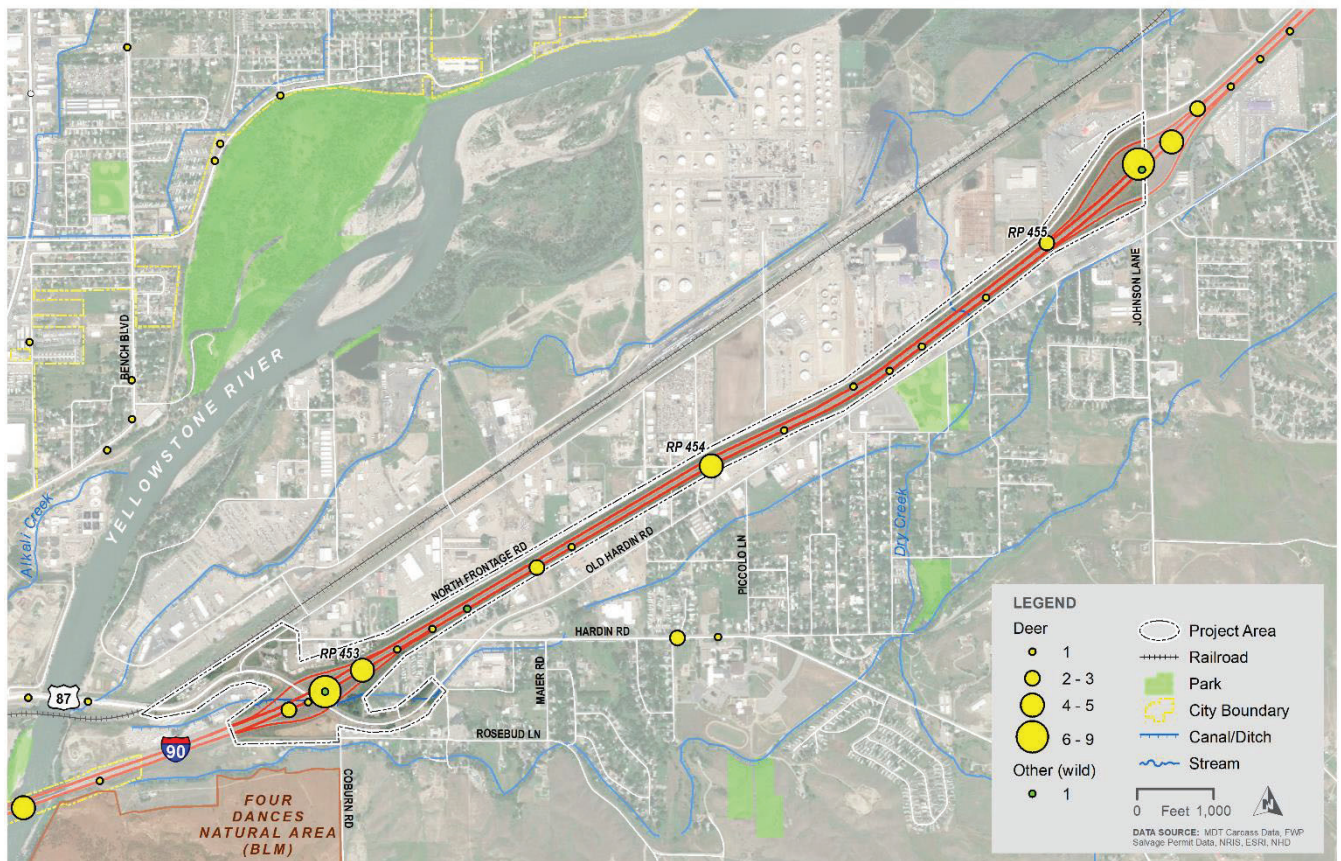 BENCH BLVD
YELLOWSTONE RIVER
Alkali Creek
RP 455
JOHNSON LANE
RP 454
NORTH FRONTAGE RD
OLD HARDIN RD
PICCOLO LN
Dry Creek
HARDIN RD
RP 453
MAIER RD
87
ROSEBUD LN
90
COBURN RD
FOUR
DANCES
NATURAL AREA
(BLM)
LEGEND
Deer
1
2 - 3
4 - 5
6 - 9
Other (wild)
1
Project Area
Railroad
Park
City Boundary
Canal/Ditch
Stream
0 Feet 1,000
N
DATA SOURCE: MDT Carcass Data, FWP
Salvage Permit Data, NRIS, ESRI, NHD